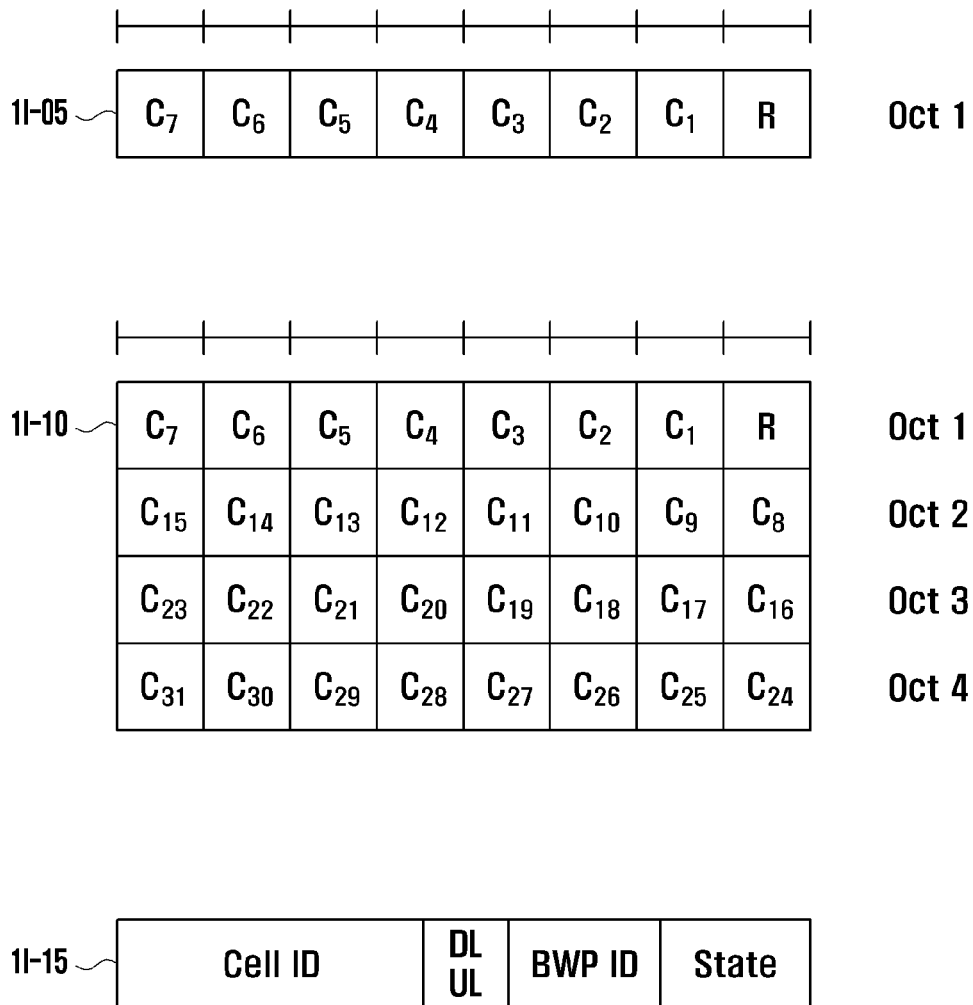 1I-05 C7 C6 C5 C4 C3 C2 C1 R Oct 1
1I-10 C7 C6 C5 C4 C3 C2 C1 R Oct 1
C15 C14 C13 C12 C11 C10 C9 C8 Oct 2
C23 C22 C21 C20 C19 C18 C17 C16 Oct 3
C31 C30 C29 C28 C27 C26 C25 C24 Oct 4
1I-15 Cell ID DL UL BWP ID State